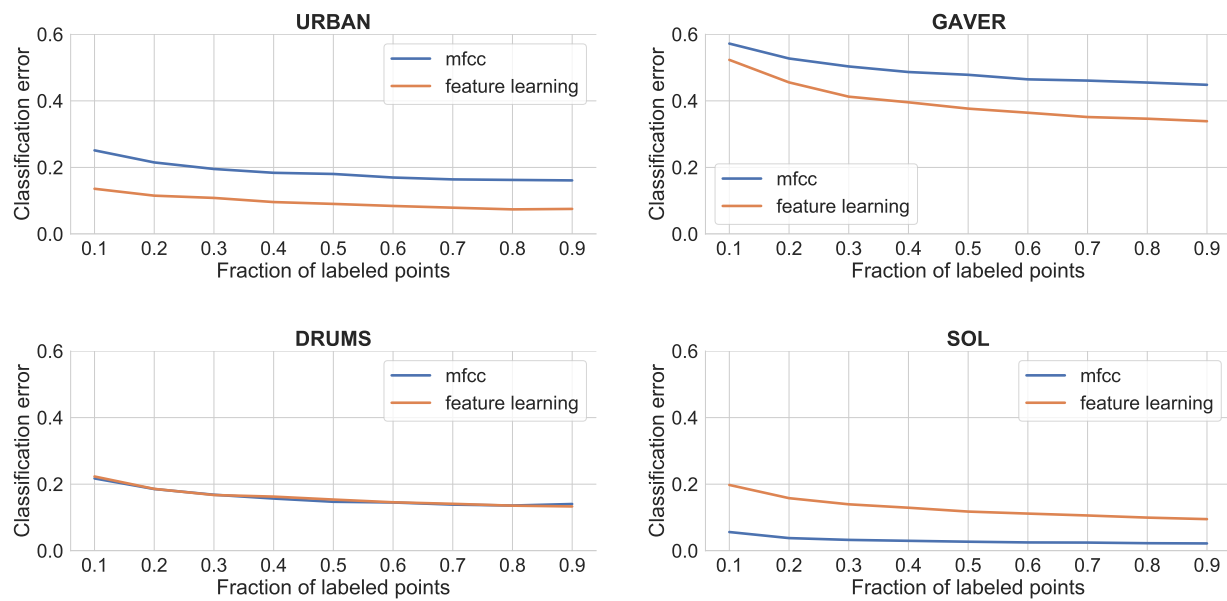 URBAN
0.6
0.4
0.2
0.0
Classification error
mfcc
feature learning
0.1 0.2 0.3 0.4 0.5 0.6 0.7 0.8 0.9
Fraction of labeled points
GAVER
0.6
0.4
0.2
0.0
Classification error
mfcc
feature learning
0.1 0.2 0.3 0.4 0.5 0.6 0.7 0.8 0.9
Fraction of labeled points
DRUMS
0.6
0.4
0.2
0.0
Classification error
mfcc
feature learning
0.1 0.2 0.3 0.4 0.5 0.6 0.7 0.8 0.9
Fraction of labeled points
SOL
0.6
0.4
0.2
0.0
Classification error
mfcc
feature learning
0.1 0.2 0.3 0.4 0.5 0.6 0.7 0.8 0.9
Fraction of labeled points